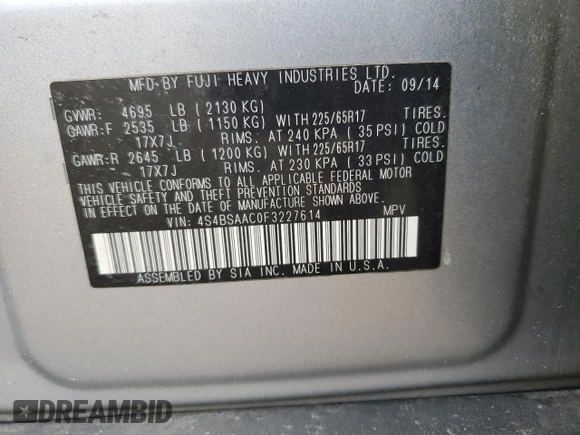 MFD.BY FUJI HEAVY INDUSTRIES LTD.
DATE: 09/14
GVWR: 4695 LB ( 2130 KG)
GAWR:F 2535 LB ( 1150 KG) WITH 225/65R17 TIRES.
17X7J RIMS. AT 240 KPA ( 35 PSI) COLD
GAWR:R 2645 LB ( 1200 KG) WITH 225/65R17 TIRES.
17X7J RIMS. AT 230 KPA ( 33 PSI) COLD
THIS VEHICLE CONFORMS TO ALL APPLICABLE FEDERAL MOTOR
VEHICLE SAFETY AND THEFT PREVENTION STANDARDS
IN EFFECT ON THE DATE OF MANUFACTURE SHOWN ABOVE.
VIN: 4S4BSAAC0F3227614 MPV
ASSEMBLED BY SIA INC. MADE IN U.S.A.
DREAMBID